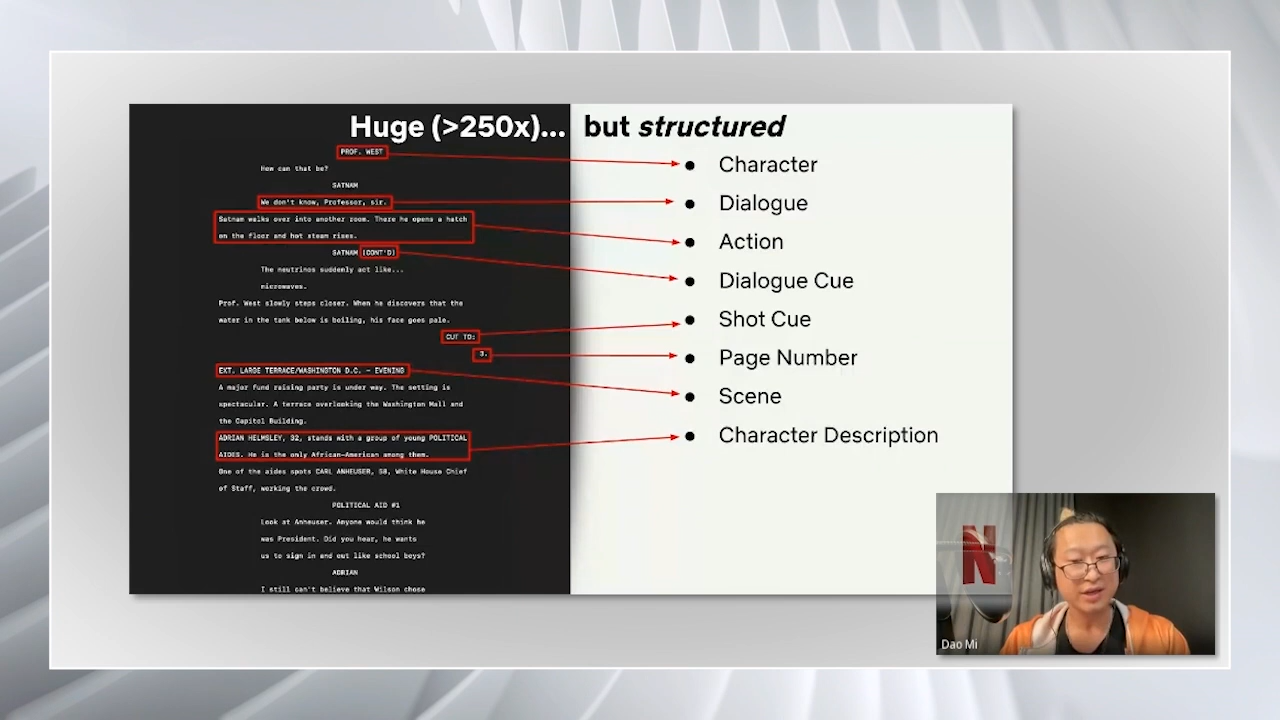 Huge (>250x)... but structured
PROF. WEST
How can that be?
SATNAM
We don't know, Professor, sir.
Satnam walks over into another room. There he opens a hatch
on the floor and hot steam rises.
SATNAM (CONT'D)
The neutrinos suddenly act like...
microwaves.
Prof. West slowly steps closer. When he discovers that the
water in the tank below is boiling, his face goes pale.
CUT TO:
3.
EXT. LARGE TERRACE/WASHINGTON D.C. - EVENING
A major fund raising party is under way. The setting is
spectacular. A terrace overlooking the Washington Mall and
the Capitol Building.
ADRIAN HELMSLEY, 32, stands with a group of young POLITICAL
AIDES. He is the only African-American among them.
One of the aides spots CARL ANHEUSER, 58, White House Chief
of Staff, working the crowd.
POLITICAL AID #1
Look at Anheuser. Anyone would think he
was President. Did you hear, he wants
us to sign in and out like school boys?
ADRIAN
I still can't believe that Wilson chose
● Character
● Dialogue
● Action
● Dialogue Cue
● Shot Cue
● Page Number
● Scene
● Character Description
N
Dao Mi